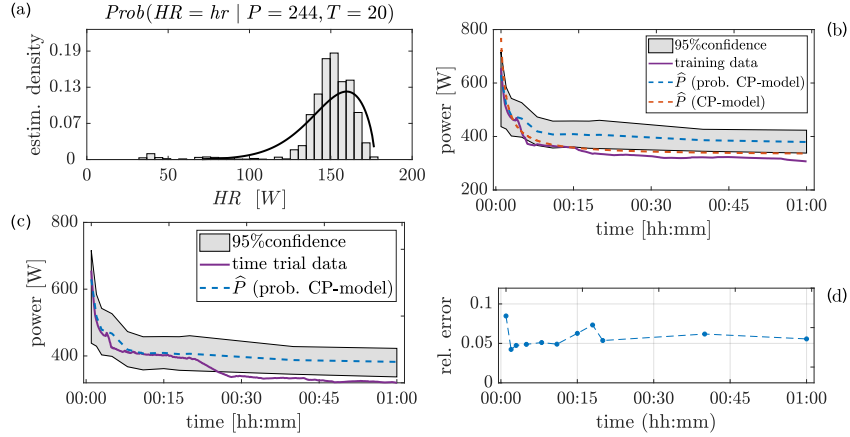 (a)
Prob(HR = hr | P = 244, T = 20)
estim. density
0.19
0.13
0.07
0
0 50 100 150 200
HR [W]
(b)
power [W]
800
600
400
200
95%confidence
training data
P̂ (prob. CP-model)
P̂ (CP-model)
00:00 00:15 00:30 00:45 01:00
time [hh:mm]
(c)
power [W]
800
600
400
95%confidence
time trial data
P̂ (prob. CP-model)
00:00 00:15 00:30 00:45 01:00
time [hh:mm]
(d)
rel. error
0.1
0.05
0
00:00 00:15 00:30 00:45 01:00
time (hh:mm)